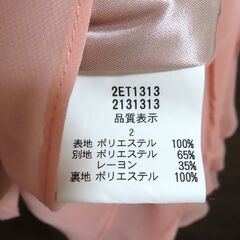 2ET1313
2131313
品質表示
2
表地 ポリエステル 100%
別地 ポリエステル 65%
レーヨン 35%
裏地 ポリエステル 100%